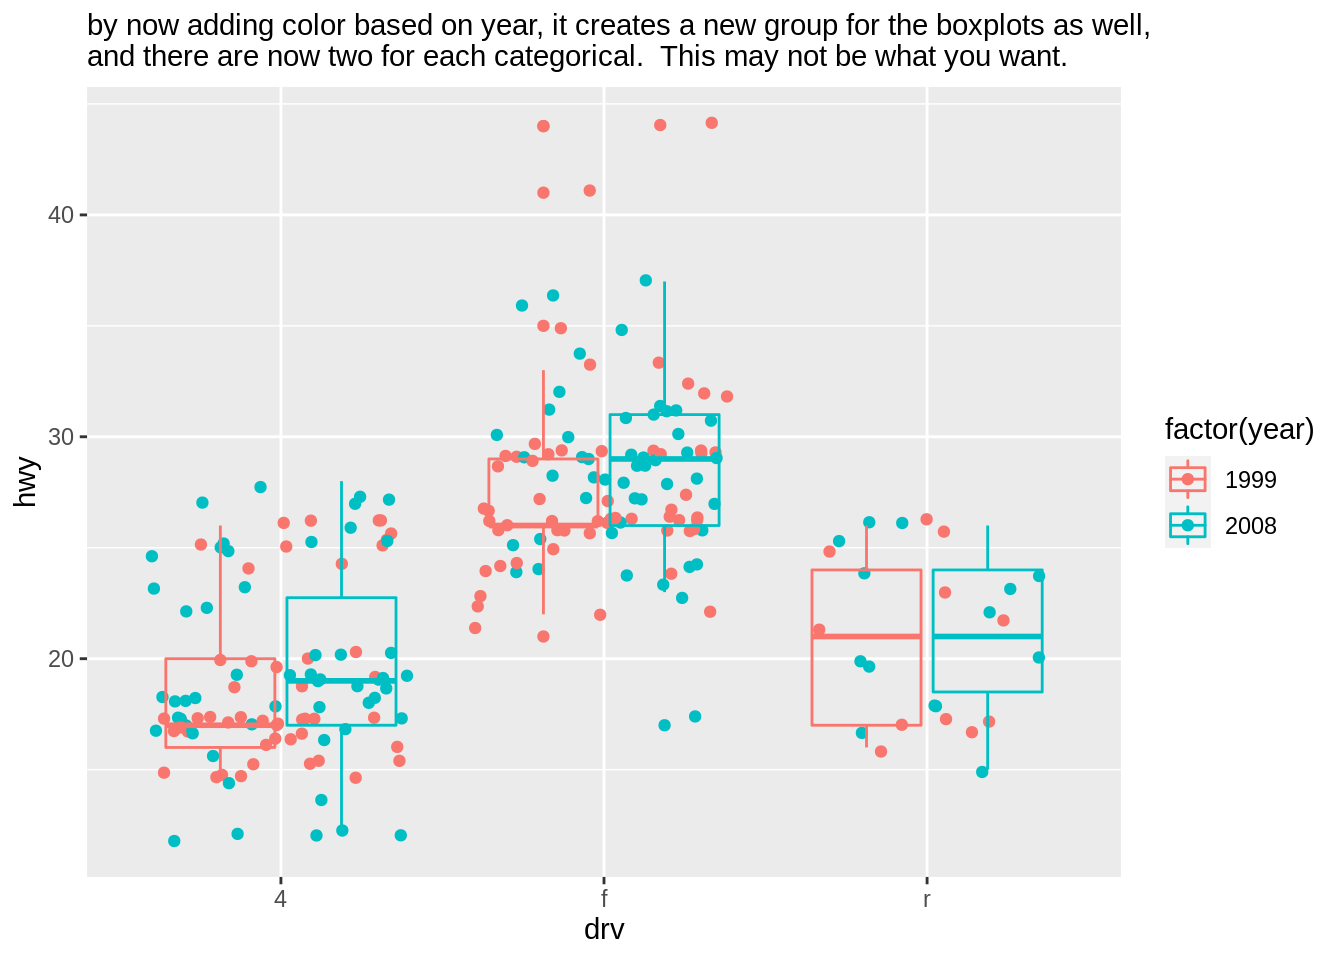 by now adding color based on year, it creates a new group for the boxplots as well,
and there are now two for each categorical.  This may not be what you want.
40
30
20
hwy
4
f
r
drv
factor(year)
1999
2008